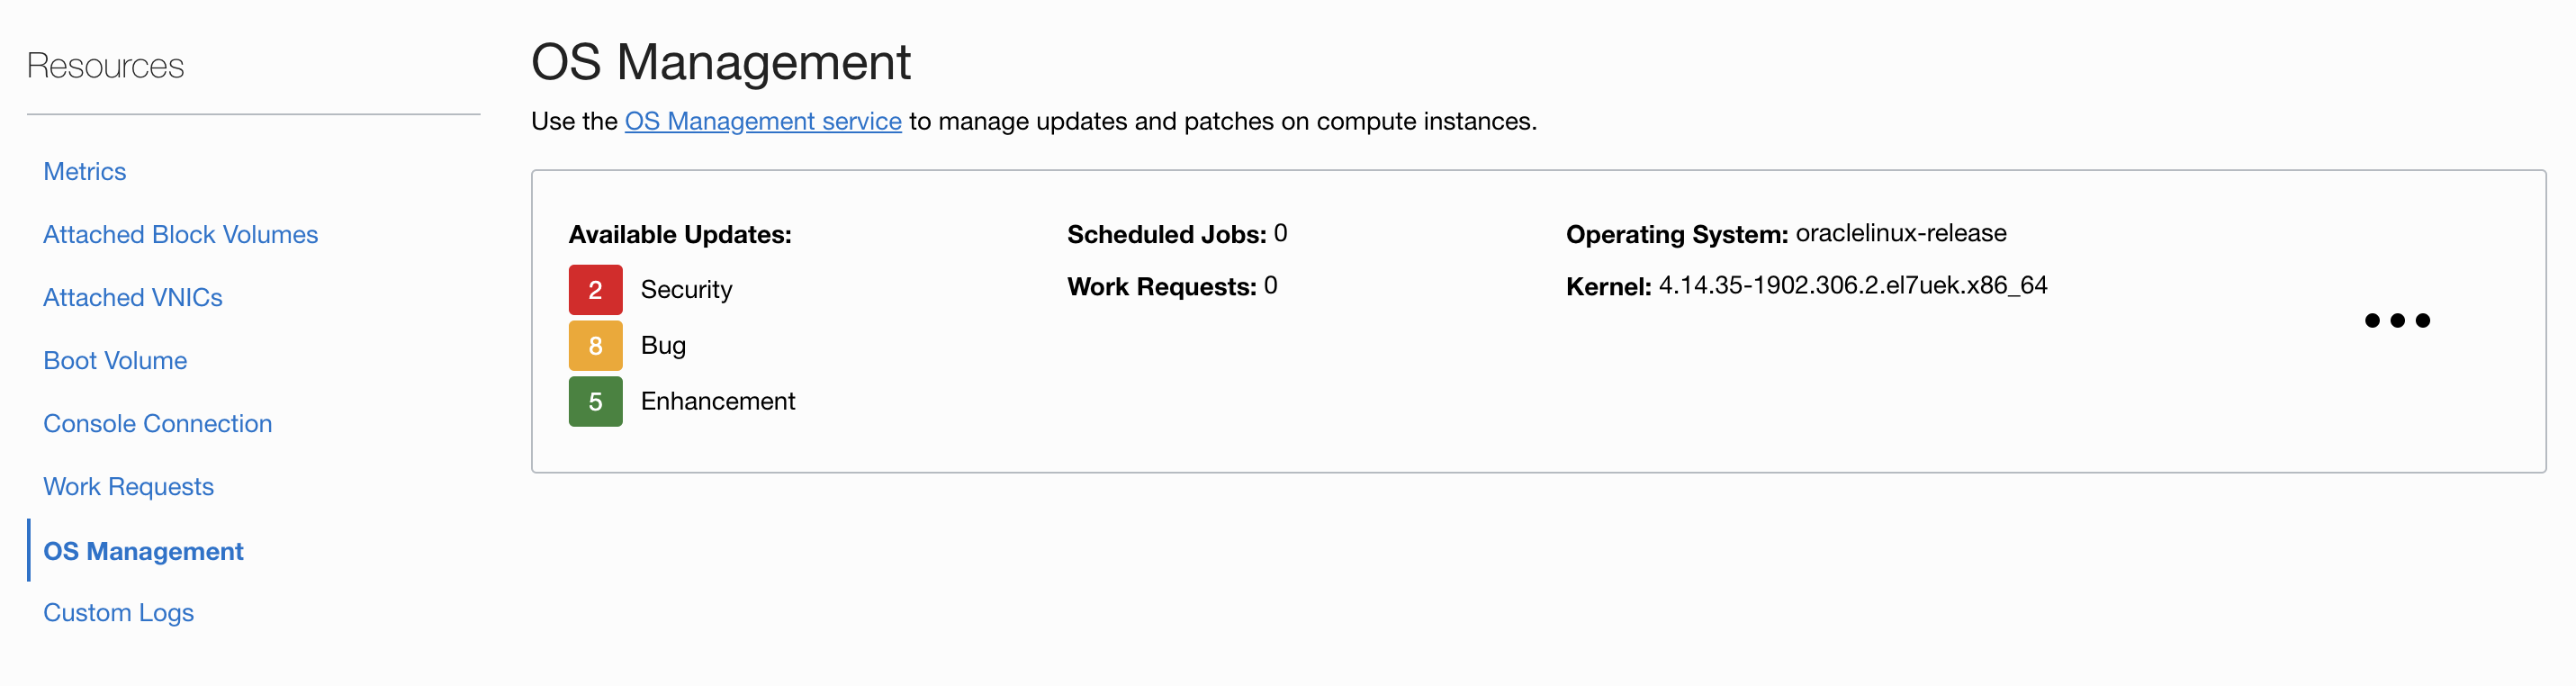 Resources
Metrics
Attached Block Volumes
Attached VNICs
Boot Volume
Console Connection
Work Requests
OS Management
Custom Logs
OS Management
Use the OS Management service to manage updates and patches on compute instances.
Available Updates:
2 Security
8 Bug
5 Enhancement
Scheduled Jobs: 0
Work Requests: 0
Operating System: oraclelinux-release
Kernel: 4.14.35-1902.306.2.el7uek.x86_64